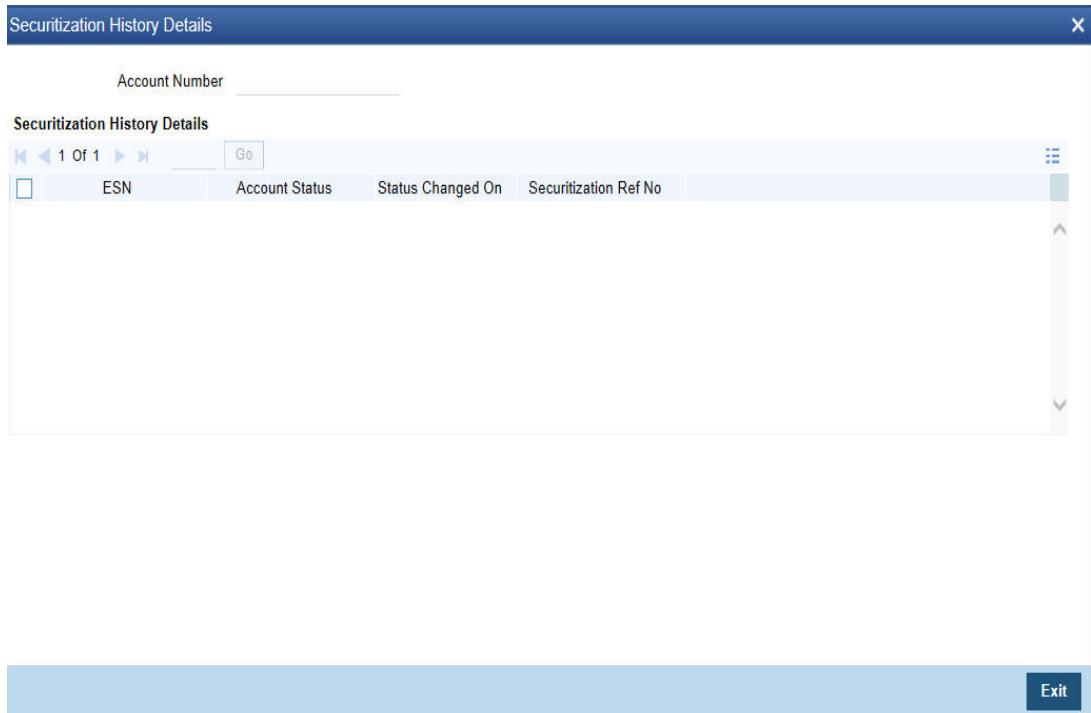 Securitization History Details
Account Number
Securitization History Details
1 Of 1 Go
ESN Account Status Status Changed On Securitization Ref No
Exit